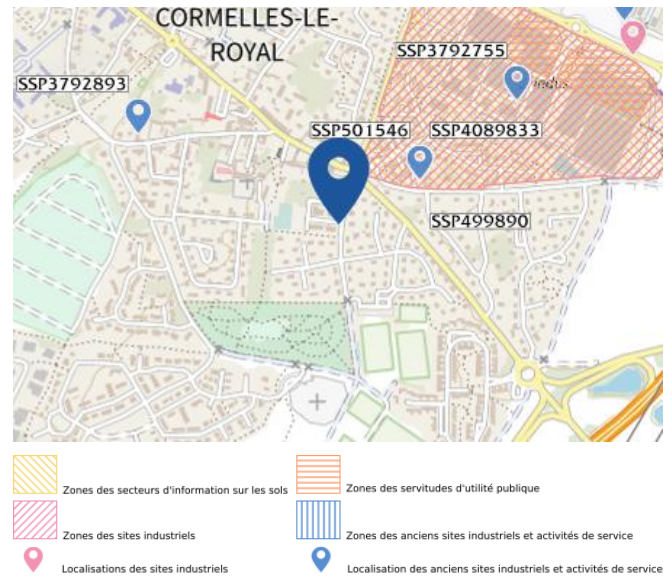 CORMELLES-LE-
ROYAL
SSP3792755
SSP3792893
indus
SSP501546
SSP4089833
SSP499890
Zones des secteurs d'information sur les sols
Zones des servitudes d'utilité publique
Zones des sites industriels
Zones des anciens sites industriels et activités de service
Localisations des sites industriels
Localisation des anciens sites industriels et activités de service